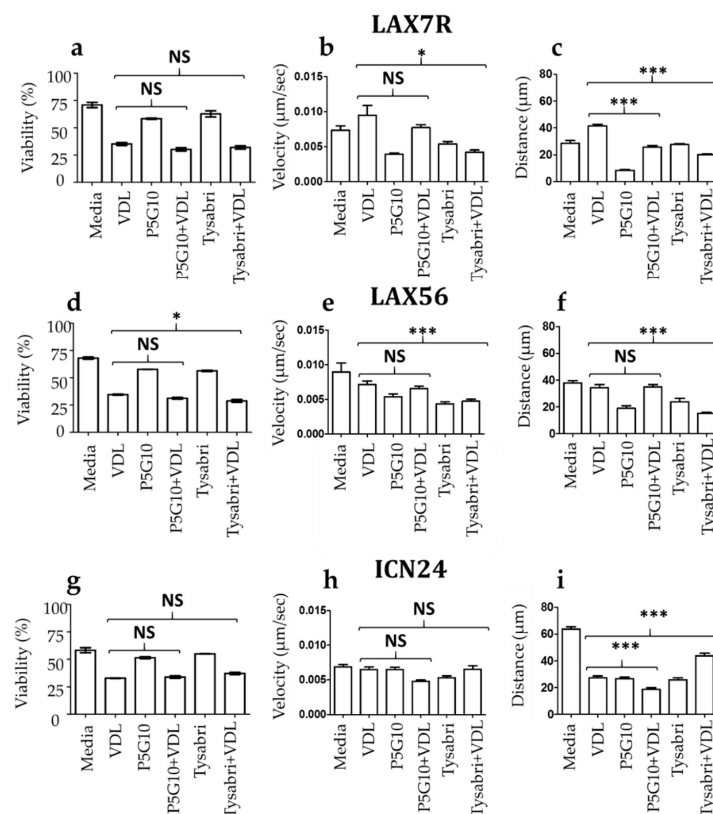 LAX7R
a
NS
NS
Viability (%)
75
50
25
0
Media
VDL
P5G10
P5G10+VDL
Tysabri
Tysabri+VDL
b
*
NS
Velocity (µm/sec)
0.015
0.010
0.005
0.000
Media
VDL
P5G10
P5G10+VDL
Tysabri
Tysabri+VDL
c
***
***
Distance (µm)
80
60
40
20
0
Media
VDL
P5G10
P5G10+VDL
Tysabri
Tysabri+VDL
LAX56
d
*
NS
Viability (%)
75
50
25
0
Media
VDL
P5G10
P5G10+VDL
Tysabri
Tysabri+VDL
e
***
NS
Velocity (µm/sec)
0.015
0.010
0.005
0.000
Media
VDL
P5G10
P5G10+VDL
Tysabri
Tysabri+VDL
f
***
NS
Distance (µm)
80
60
40
20
0
Media
VDL
P5G10
P5G10+VDL
Tysabri
Tysabri+VDL
ICN24
g
NS
NS
Viability (%)
100
75
50
25
0
Media
VDL
P5G10
P5G10+VDL
Tysabri
Tysabri+VDL
h
NS
NS
Velocity (µm/sec)
0.015
0.010
0.005
0.000
Media
VDL
P5G10
P5G10+VDL
Tysabri
Tysabri+VDL
i
***
***
Distance (µm)
80
60
40
20
0
Media
VDL
P5G10
P5G10+VDL
Tysabri
Tysabri+VDL